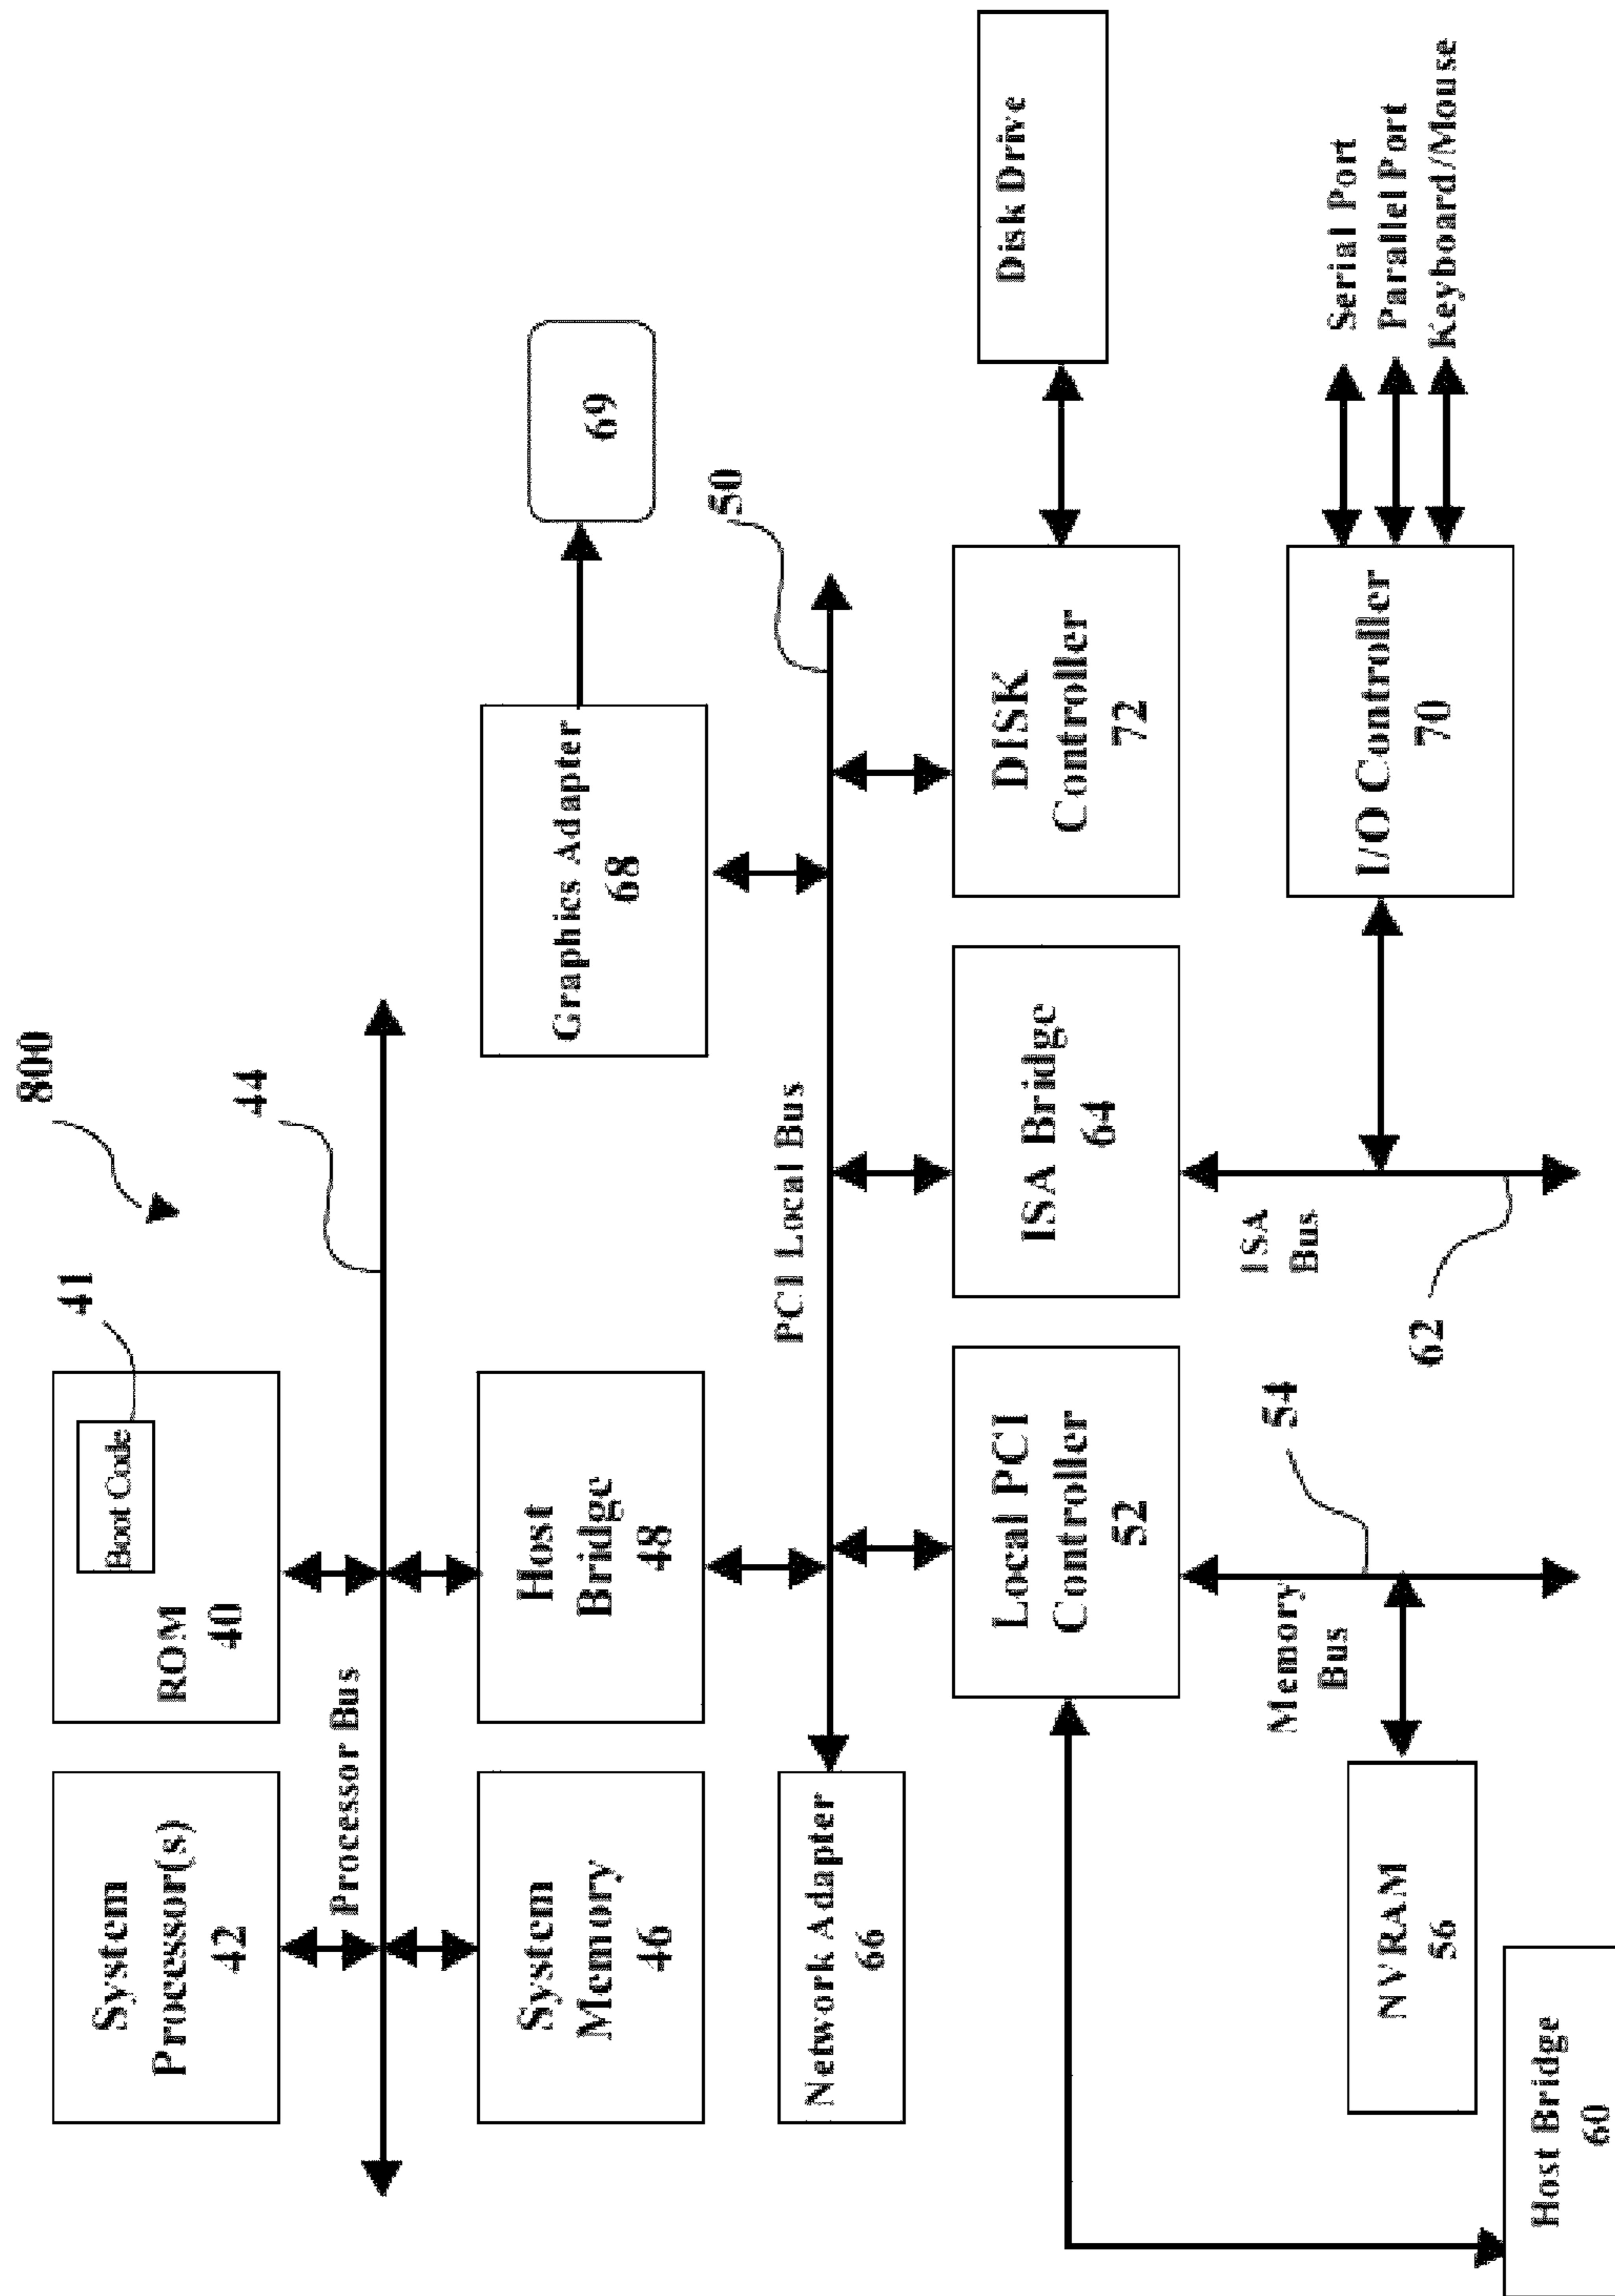 800
System
Processor(s)
42
ROM
40
Boot Code
41
Processor Bus
44
System
Memory
46
Host
Bridge
48
Graphics Adapter
68
69
Network Adapter
66
PCI Local Bus
50
Local PCI
Controller
52
ISA Bridge
64
DISK
Controller
72
Disk Drive
Memory
Bus
54
ISA
Bus
62
I/O Controller
70
Serial Port
Parallel Port
Keyboard/Mouse
NVRAM
56
Host Bridge
60